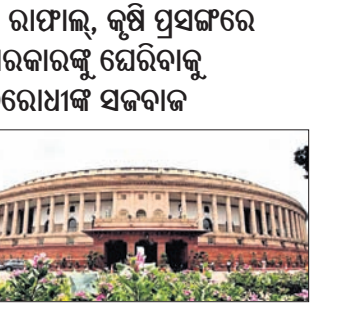 ରାଫାଲ୍, କୃଷି ପ୍ରସଙ୍ଗରେ
ରକାରଙ୍କୁ ଘେରିବାକୁ
ରୋଧୀଙ୍କ ସଜବାଜ